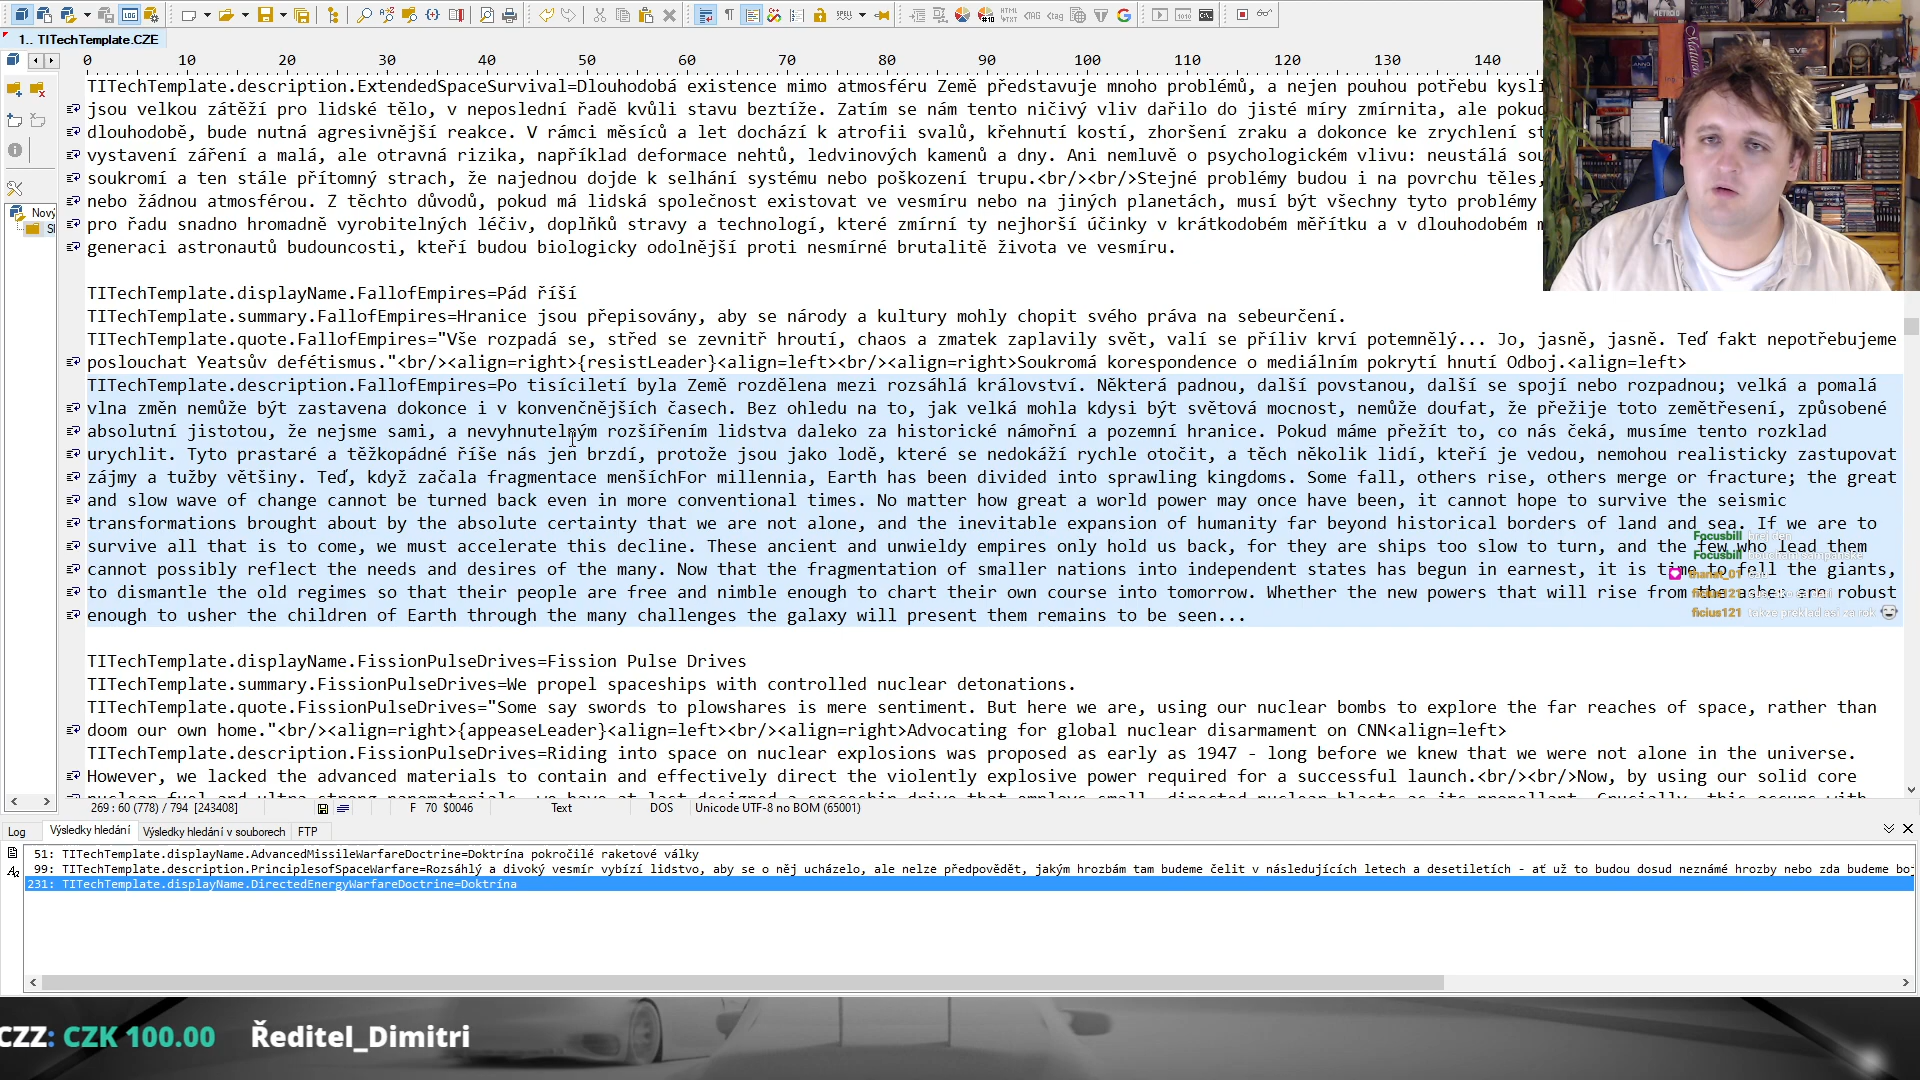 1.. TITechTemplate.CZE
0 10 20 30 40 50 60 70 80 90 100 110 120 130 140
TITechTemplate.description.ExtendedSpaceSurvival=Dlouhodobá existence mimo atmosféru Země představuje mnoho problémů, a nejen pouhou potřebu kyslí
jsou velkou zátěží pro lidské tělo, v neposlední řadě kvůli stavu beztíže. Zatím se nám tento ničivý vliv dařilo do jisté míry zmírnita, ale pokud
dlouhodobě, bude nutná agresivnější reakce. V rámci měsíců a let dochází k atrofii svalů, křehnutí kostí, zhoršení zraku a dokonce ke zrychlení st
vystavení záření a malá, ale otravná rizika, například deformace nehtů, ledvinových kamenů a dny. Ani nemluvě o psychologickém vlivu: neustálá sou
soukromí a ten stále přítomný strach, že najednou dojde k selhání systému nebo poškození trupu.<br/><br/>Stejné problémy budou i na povrchu těles,
nebo žádnou atmosférou. Z těchto důvodů, pokud má lidská společnost existovat ve vesmíru nebo na jiných planetách, musí být všechny tyto problémy
pro řadu snadno hromadně vyrobitelných léčiv, doplňků stravy a technologí, které zmírní ty nejhorší účinky v krátkodobém měřítku a v dlouhodobém m
generaci astronautů budouncosti, kteří budou biologicky odolnější proti nesmírné brutalitě života ve vesmíru.
TITechTemplate.displayName.FallofEmpires=Pád říší
TITechTemplate.summary.FallofEmpires=Hranice jsou přepisovány, aby se národy a kultury mohly chopit svého práva na sebeurčení.
TITechTemplate.quote.FallofEmpires="Vše rozpadá se, střed se zevnitř hroutí, chaos a zmatek zaplavily svět, valí se příliv krví potemnělý... Jo, jasně, jasně. Teď fakt nepotřebujeme
poslouchat Yeatsův defétismus."<br/><align=right>{resistLeader}<align=left><br/><align=right>Soukromá korespondence o mediálním pokrytí hnutí Odboj.<align=left>
TITechTemplate.description.FallofEmpires=Po tisíciletí byla Země rozdělena mezi rozsáhlá království. Některá padnou, další povstanou, další se spojí nebo rozpadnou; velká a pomalá
vlna změn nemůže být zastavena dokonce i v konvenčnějších časech. Bez ohledu na to, jak velká mohla kdysi být světová mocnost, nemůže doufat, že přežije toto zemětřesení, způsobené
absolutní jistotou, že nejsme sami, a nevyhnutelným rozšířením lidstva daleko za historické námořní a pozemní hranice. Pokud máme přežít to, co nás čeká, musíme tento rozklad
urychlit. Tyto prastaré a těžkopádné říše nás jen brzdí, protože jsou jako lodě, které se nedokáží rychle otočit, a těch několik lidí, kteří je vedou, nemohou realisticky zastupovat
zájmy a tužby většiny. Teď, když začala fragmentace menšíchFor millennia, Earth has been divided into sprawling kingdoms. Some fall, others rise, others merge or fracture; the great
and slow wave of change cannot be turned back even in more conventional times. No matter how great a world power may once have been, it cannot hope to survive the seismic
transformations brought about by the absolute certainty that we are not alone, and the inevitable expansion of humanity far beyond historical borders of land and sea. If we are to
survive all that is to come, we must accelerate this decline. These ancient and unwieldy empires only hold us back, for they are ships too slow to turn, and the few who lead them
cannot possibly reflect the needs and desires of the many. Now that the fragmentation of smaller nations into independent states has begun in earnest, it is time to fell the giants,
to dismantle the old regimes so that their people are free and nimble enough to chart their own course into tomorrow. Whether the new powers that will rise from the ashes are robust
enough to usher the children of Earth through the many challenges the galaxy will present them remains to be seen...
Focusbill
Focusbill
ficius121
ficius121 takze prekladlasi za rok
TITechTemplate.displayName.FissionPulseDrives=Fission Pulse Drives
TITechTemplate.summary.FissionPulseDrives=We propel spaceships with controlled nuclear detonations.
TITechTemplate.quote.FissionPulseDrives="Some say swords to plowshares is mere sentiment. But here we are, using our nuclear bombs to explore the far reaches of space, rather than
doom our own home."<br/><align=right>{appeaseLeader}<align=left><br/><align=right>Advocating for global nuclear disarmament on CNN<align=left>
TITechTemplate.description.FissionPulseDrives=Riding into space on nuclear explosions was proposed as early as 1947 - long before we knew that we were not alone in the universe.
However, we lacked the advanced materials to contain and effectively direct the violently explosive power required for a successful launch.<br/><br/>Now, by using our solid core
269 : 60 (778) / 794 [243408] F 70 $0046 Text DOS Unicode UTF-8 no BOM (65001)
Log Výsledky hledání Výsledky hledání v souborech FTP
51: TITechTemplate.displayName.AdvancedMissileWarfareDoctrine=Doktrína pokročilé raketové války
99: TITechTemplate.description.PrinciplesofSpaceWarfare=Rozsáhlý a divoký vesmír vybízí lidstvo, aby se o něj ucházelo, ale nelze předpovědět, jakým hrozbám tam budeme čelit v následujících letech a desetiletích - ať už to budou dosud neznámé hrozby nebo zda budeme bo
231: TITechTemplate.displayName.DirectedEnergyWarfareDoctrine=Doktrína
CZZ: CZK 100.00 Ředitel_Dimitri